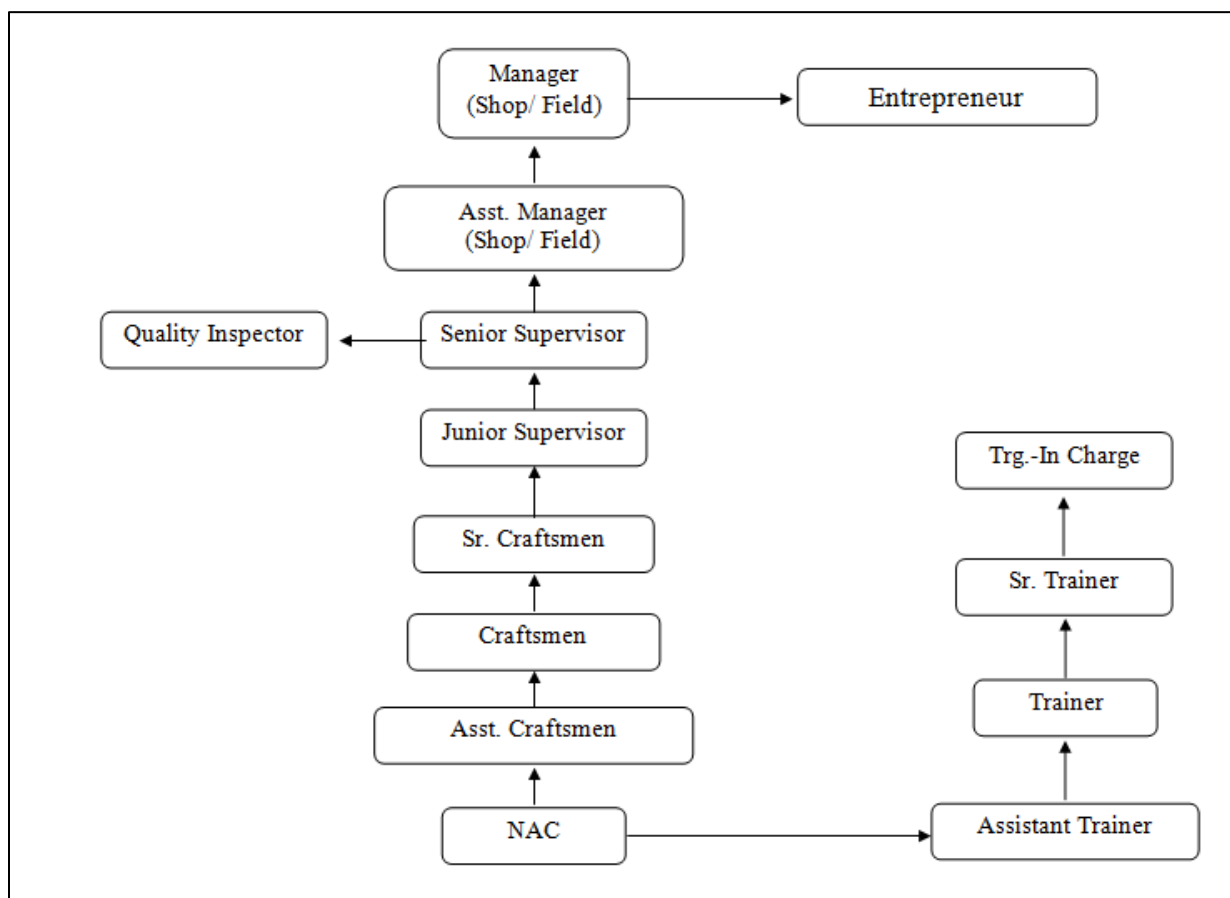 Manager
(Shop/ Field)
Entrepreneur
Asst. Manager
(Shop/ Field)
Quality Inspector
Senior Supervisor
Junior Supervisor
Trg.-In Charge
Sr. Craftsmen
Sr. Trainer
Craftsmen
Trainer
Asst. Craftsmen
NAC
Assistant Trainer